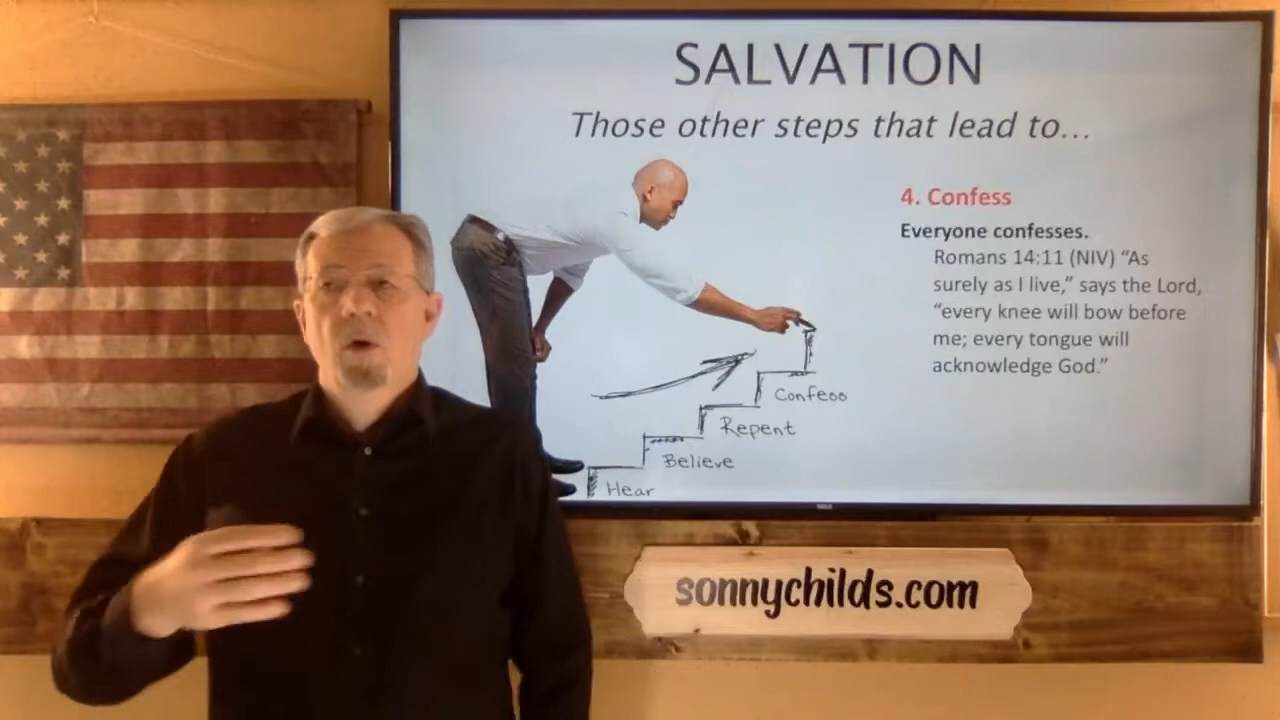 SALVATION
Those other steps that lead to...
4. Confess
Everyone confesses.
Romans 14:11 (NIV) “As
surely as I live,” says the Lord,
“every knee will bow before
me; every tongue will
acknowledge God.”
Confess
Repent
Believe
Hear
sonnychilds.com